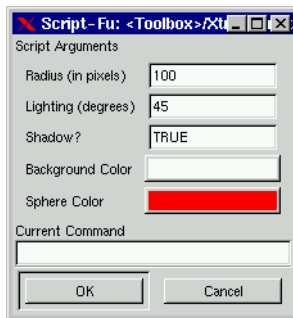 Script-Fu: <Toolbox>/Xt
Script Arguments
Radius (in pixels) 100
Lighting (degrees) 45
Shadow? TRUE
Background Color
Sphere Color
Current Command
OK Cancel